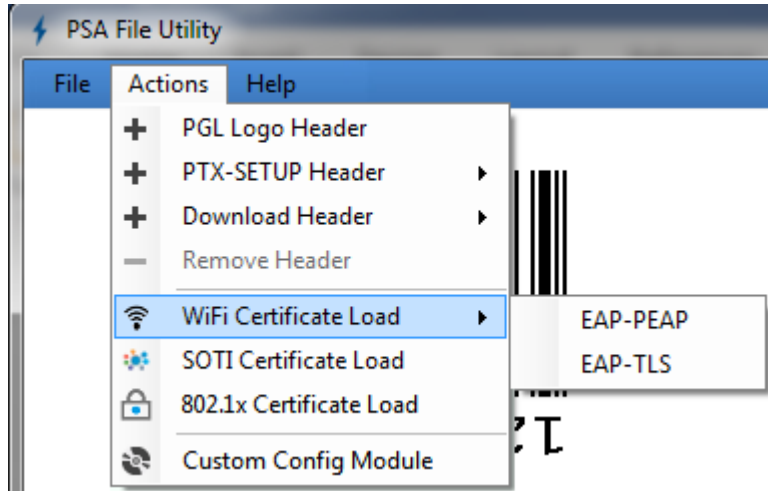 PSA File Utility
File Actions Help
PGL Logo Header
PTX-SETUP Header
Download Header
Remove Header
WiFi Certificate Load
EAP-PEAP
SOTI Certificate Load
EAP-TLS
802.1x Certificate Load
Custom Config Module